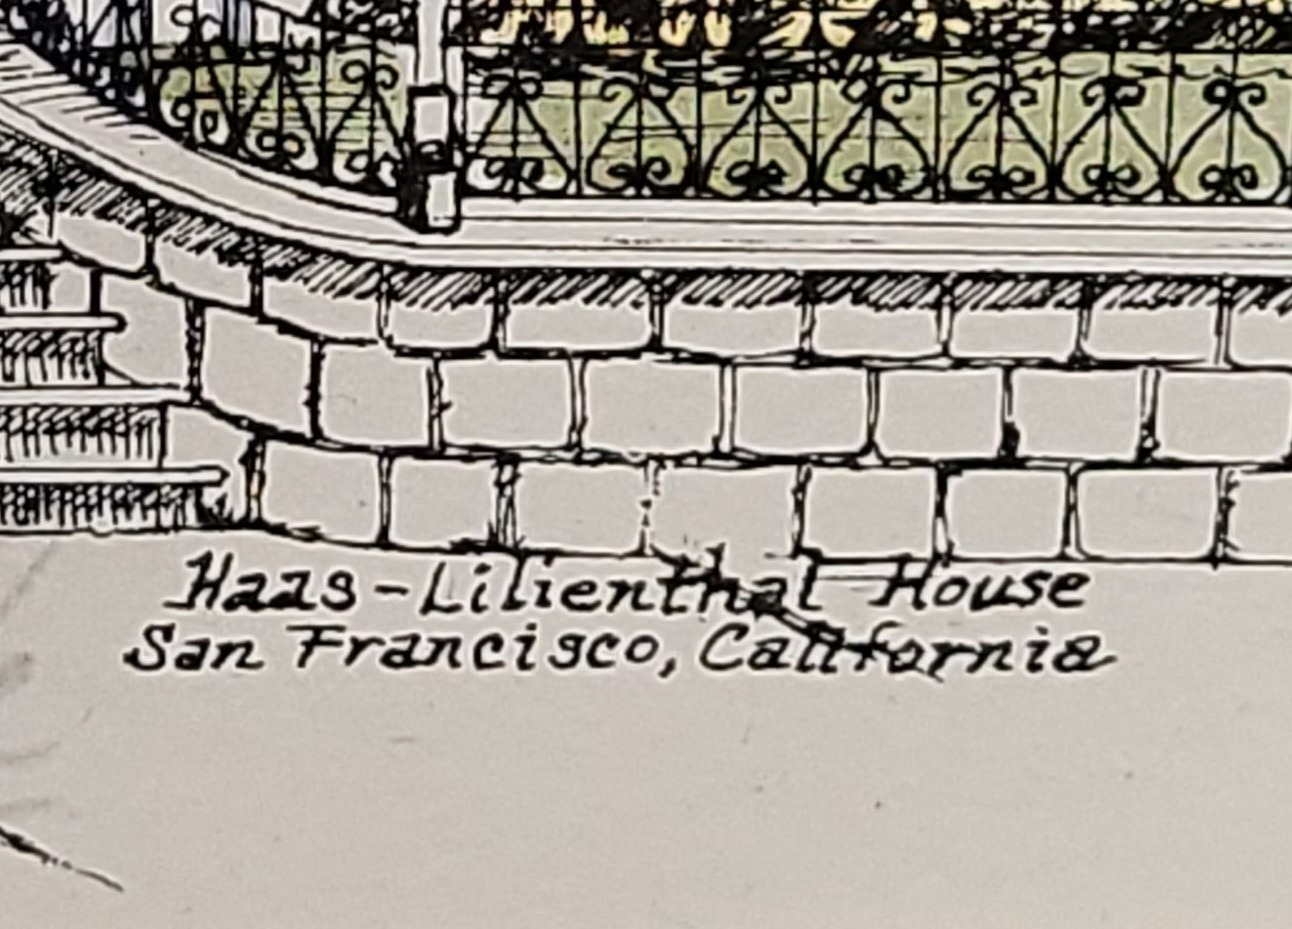 Haas-Lilienthal House
San Francisco, California